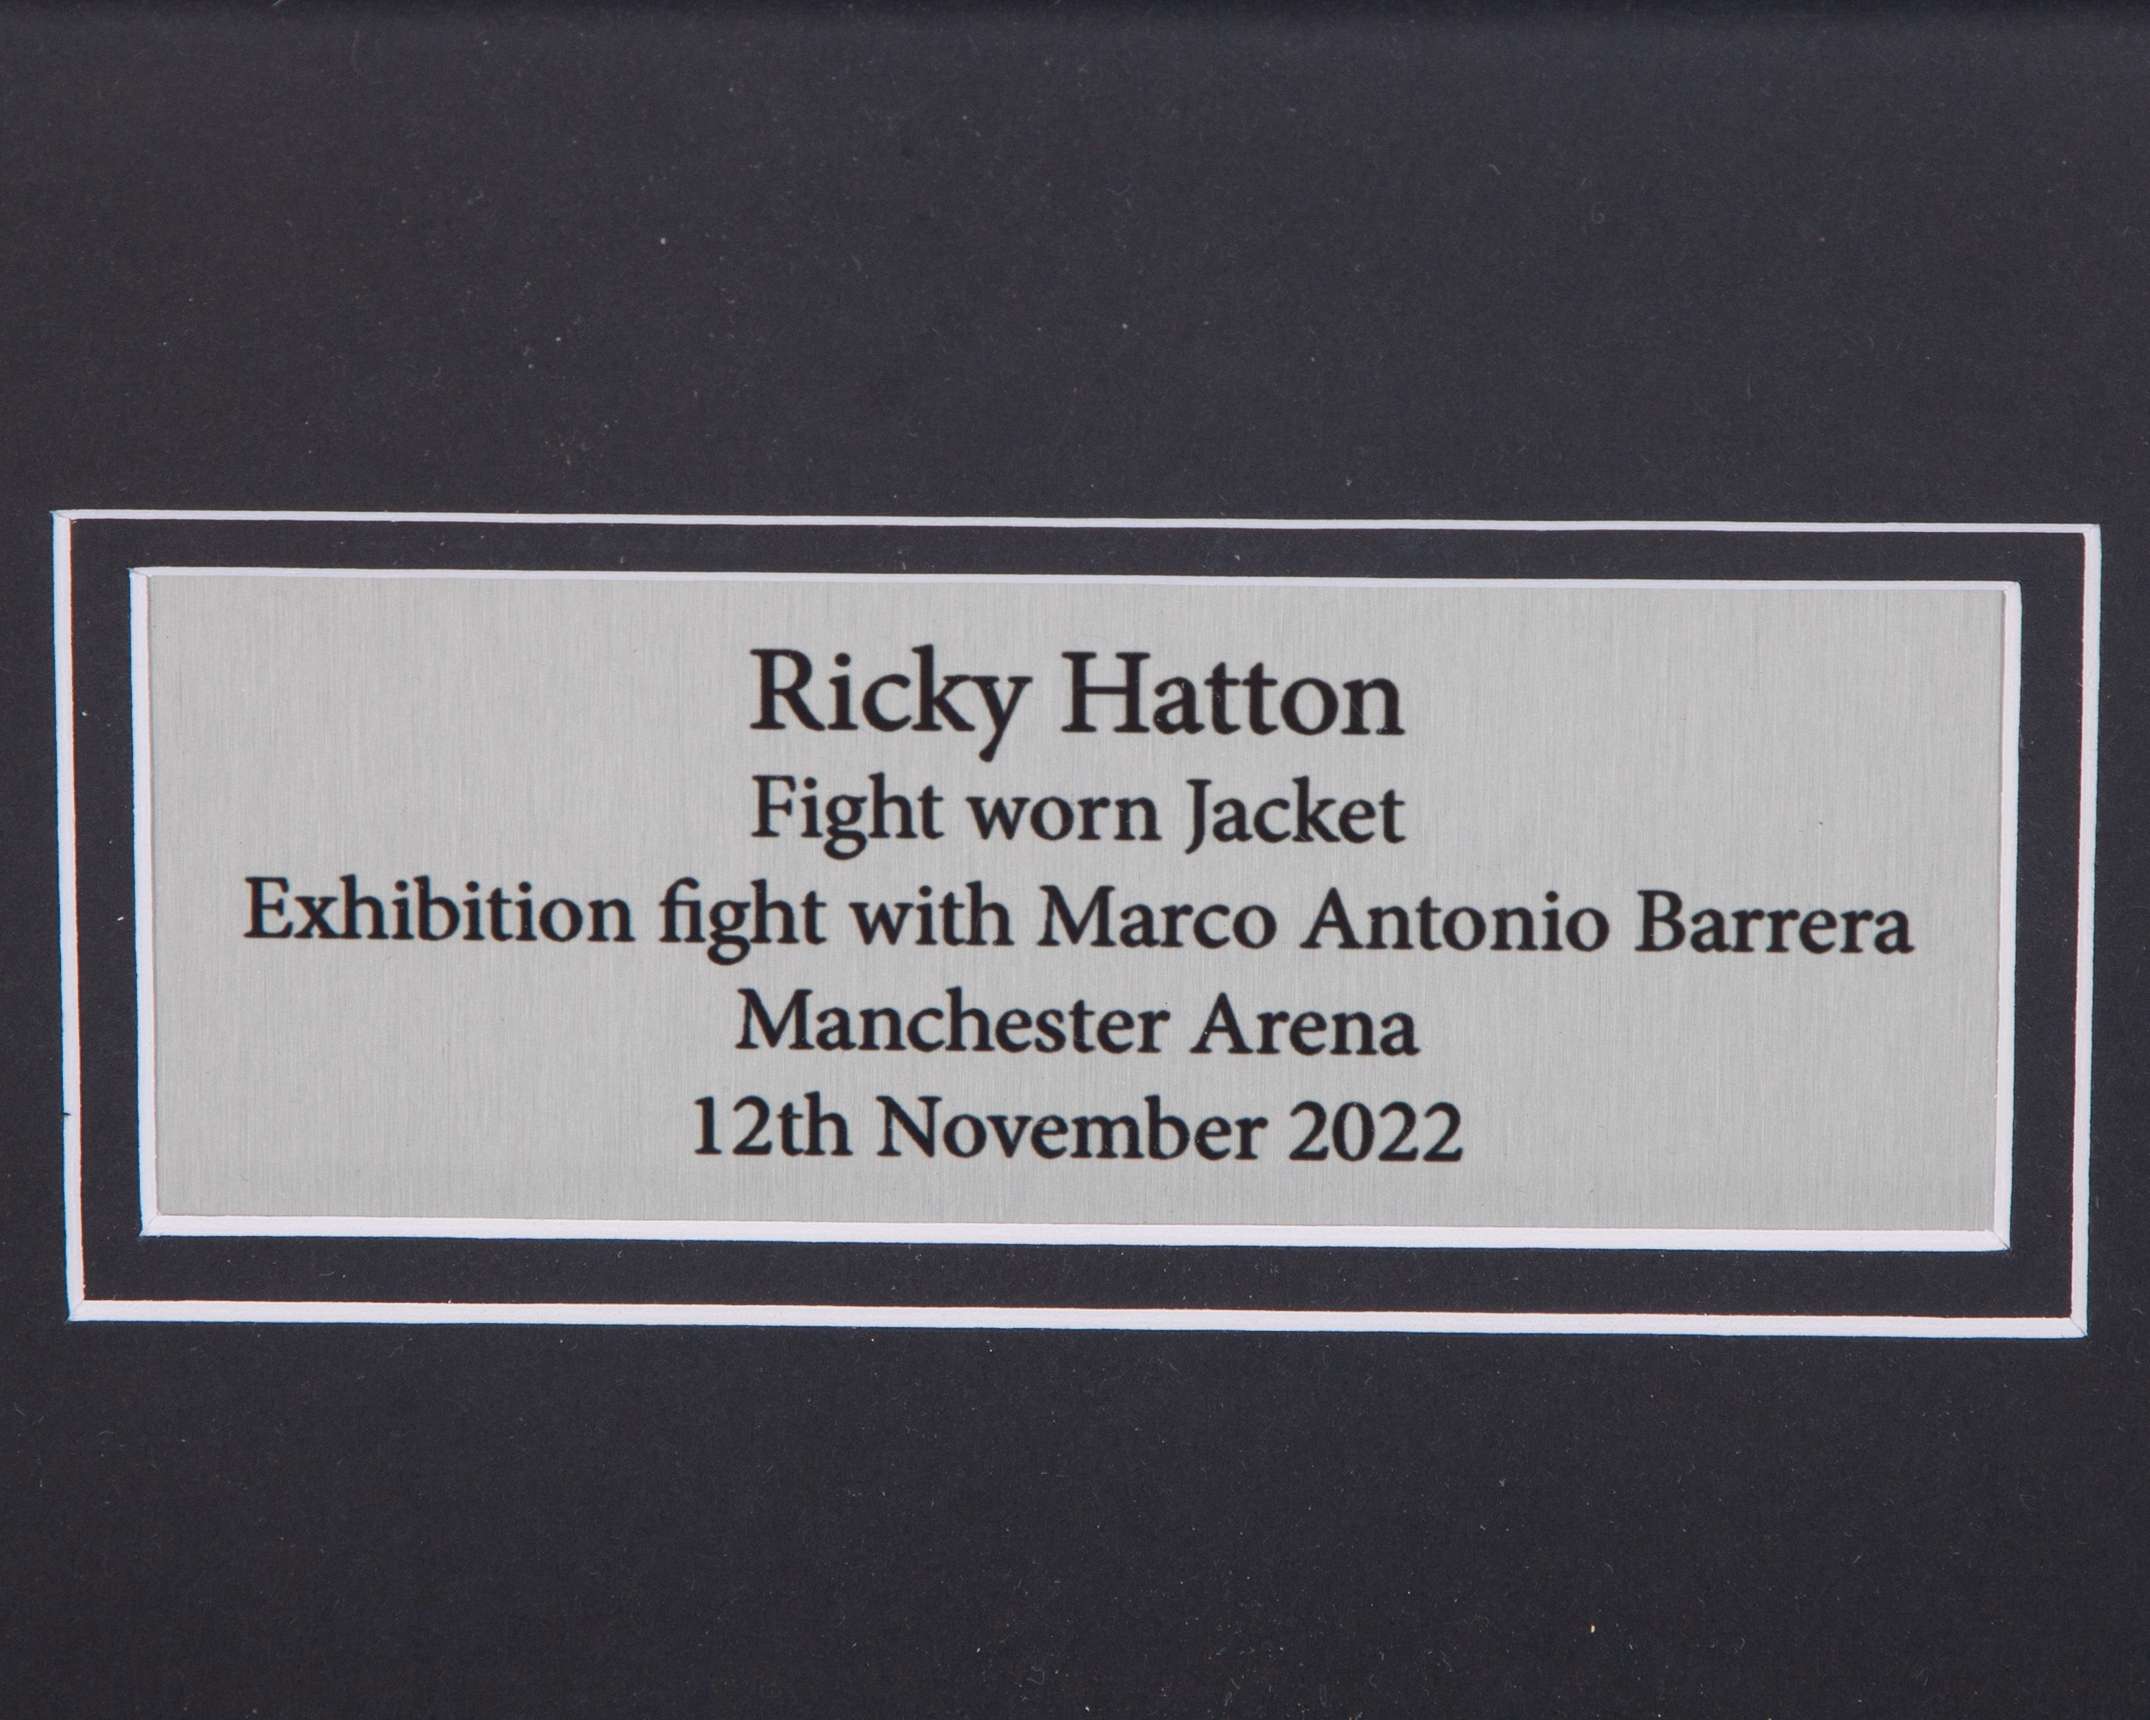 Ricky Hatton
Fight worn Jacket
Exhibition fight with Marco Antonio Barrera
Manchester Arena
12th November 2022